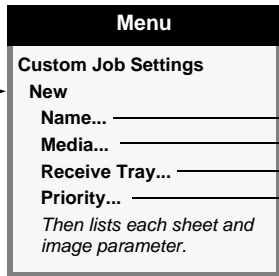 Menu
Custom Job Settings
New
Name...
Media...
Receive Tray...
Priority...
Then lists each sheet and
image parameter.